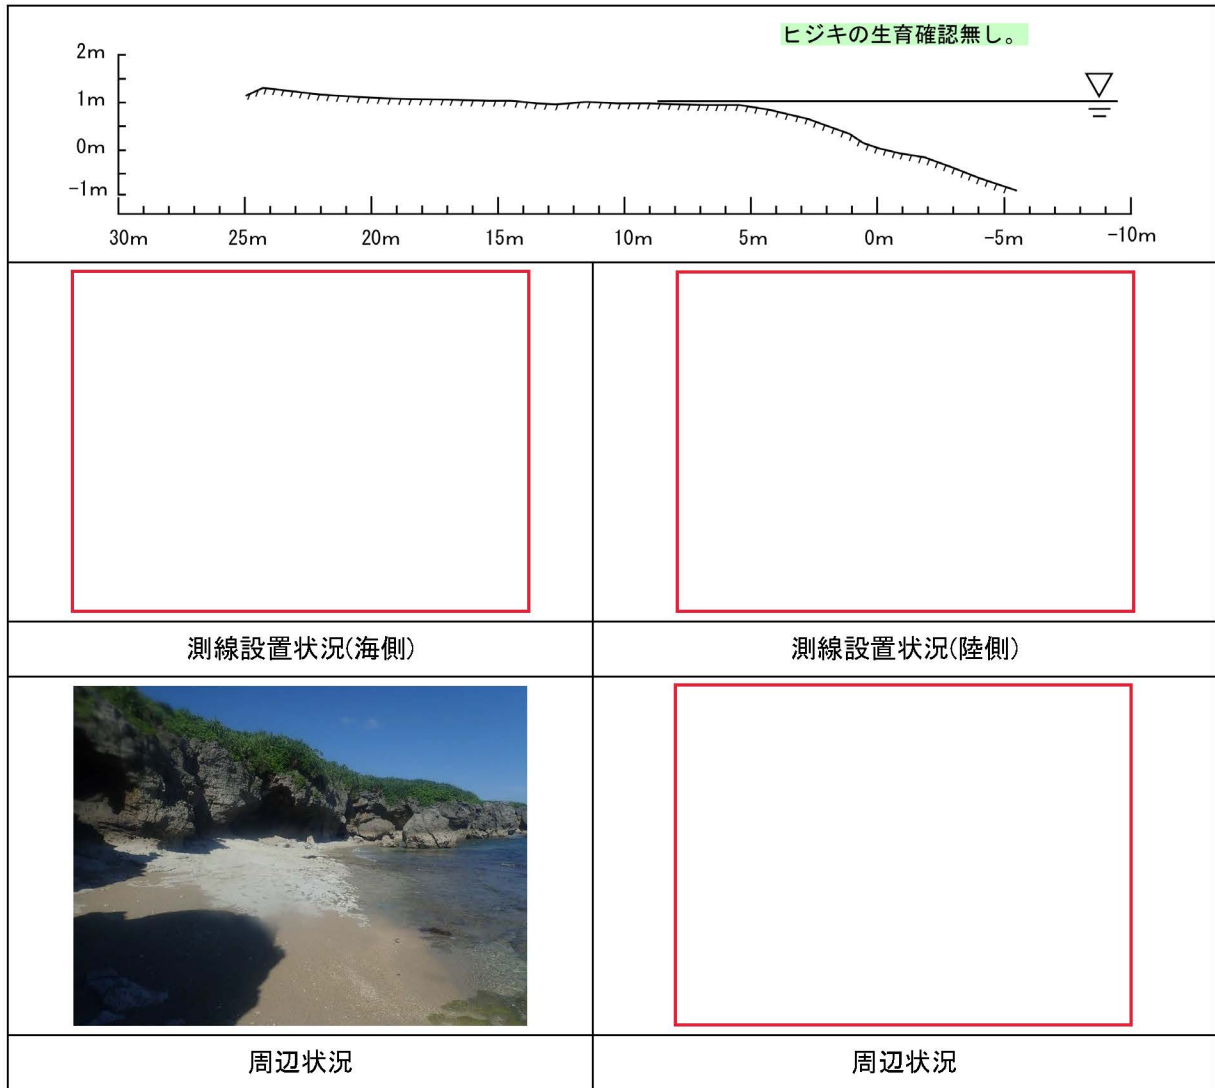 ヒジキの生育確認無し。
2m
1m
0m
-1m
30m 25m 20m 15m 10m 5m 0m -5m -10m
測線設置状況(海側) 測線設置状況(陸側)
周辺状況 周辺状況